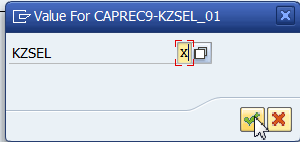 Value For CAPREC9-KZSEL_01
KZSEL X